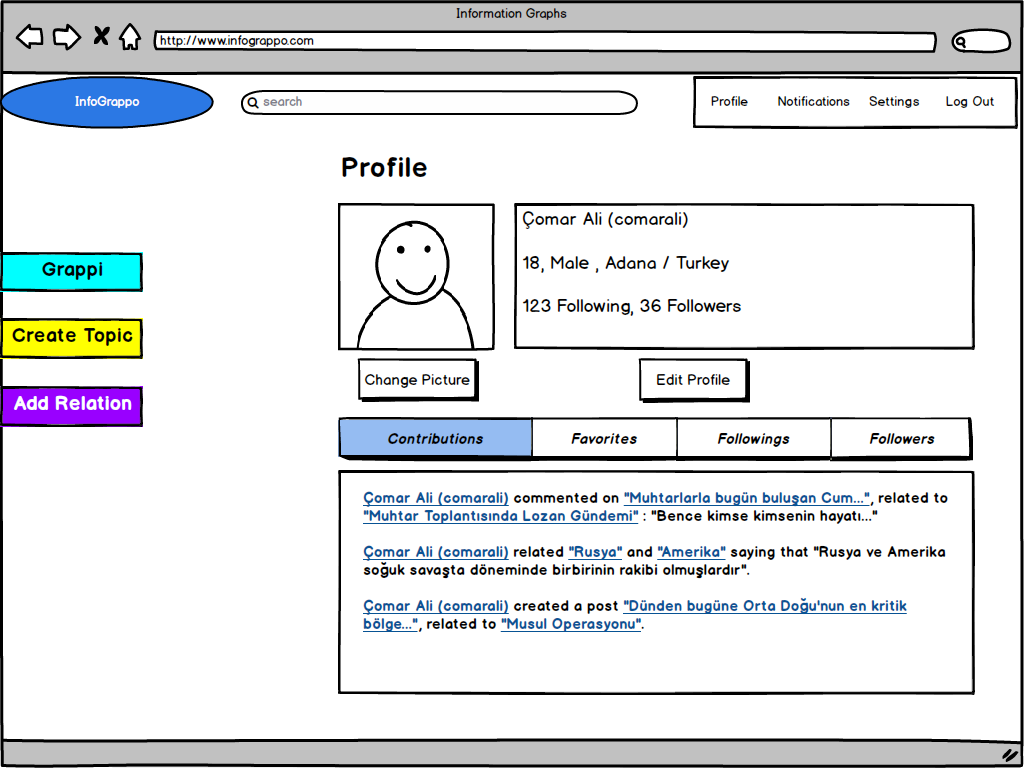 Information Graphs
http://www.infograppo.com
InfoGrappo
search
Profile Notifications Settings Log Out
Profile
Çomar Ali (comarali)
18, Male , Adana / Turkey
123 Following, 36 Followers
Grappi
Create Topic
Add Relation
Change Picture
Edit Profile
Contributions Favorites Followings Followers
Çomar Ali (comarali) commented on "Muhtarlarla bugün buluşan Cum...", related to
"Muhtar Toplantısında Lozan Gündemi" : "Bence kimse kimsenin hayatı..."
Çomar Ali (comarali) related "Rusya" and "Amerika" saying that "Rusya ve Amerika
soğuk savaşta döneminde birbirinin rakibi olmuşlardır".
Çomar Ali (comarali) created a post "Dünden bugüne Orta Doğu'nun en kritik
bölge...", related to "Musul Operasyonu".